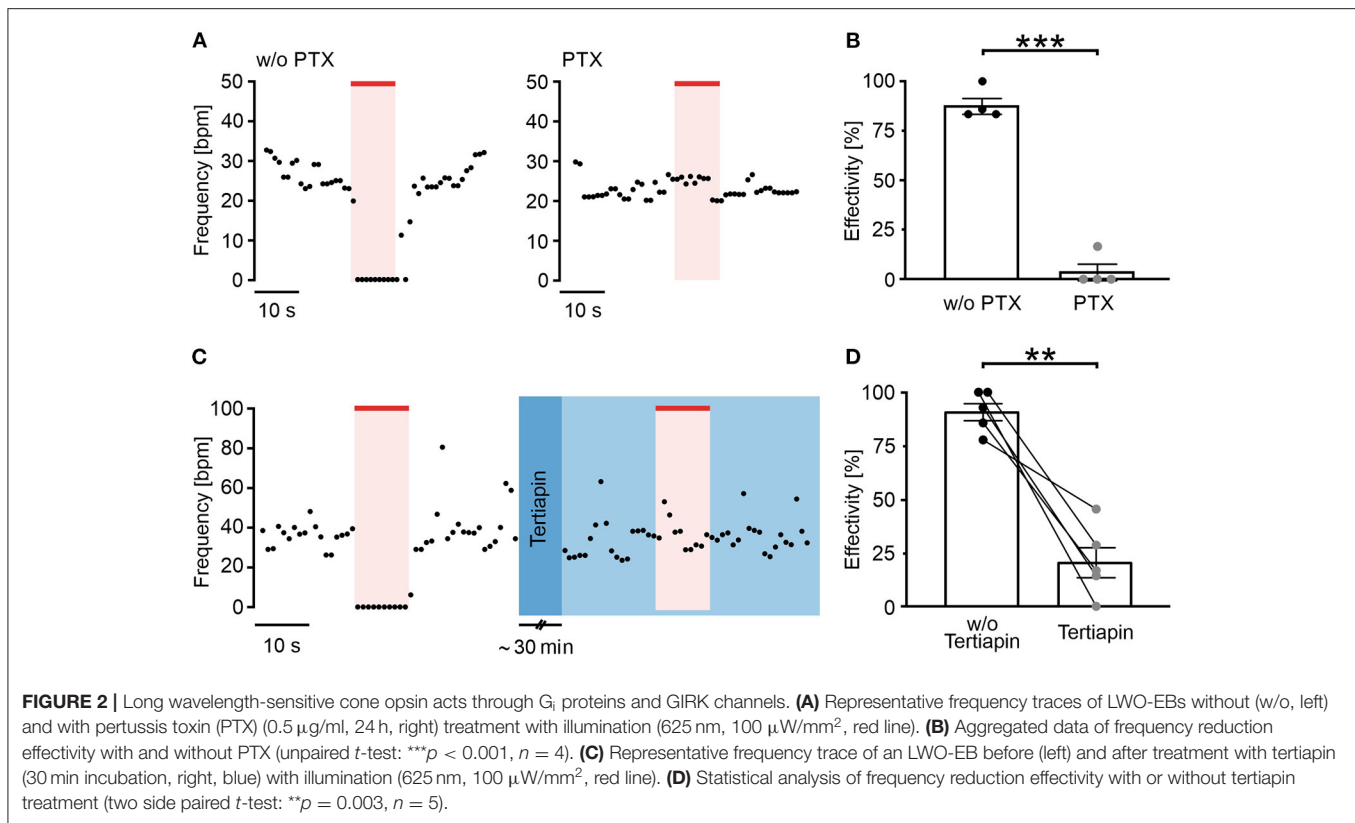 A
w/o PTX
PTX
Frequency [bpm]
50
40
30
20
10
0
10 s
50
40
30
20
10
0
10 s
B
***
Effectivity [%]
100
75
50
25
0
w/o PTX
PTX
C
Frequency [bpm]
100
80
60
40
20
0
10 s
Tertiapin
~ 30 min
D
**
Effectivity [%]
100
75
50
25
0
w/o
Tertiapin
Tertiapin
FIGURE 2 | Long wavelength-sensitive cone opsin acts through Gi proteins and GIRK channels. (A) Representative frequency traces of LWO-EBs without (w/o, left)
and with pertussis toxin (PTX) (0.5 μg/ml, 24 h, right) treatment with illumination (625 nm, 100 μW/mm², red line). (B) Aggregated data of frequency reduction
effectivity with and without PTX (unpaired t-test: ***p < 0.001, n = 4). (C) Representative frequency trace of an LWO-EB before (left) and after treatment with tertiapin
(30 min incubation, right, blue) with illumination (625 nm, 100 μW/mm², red line). (D) Statistical analysis of frequency reduction effectivity with or without tertiapin
treatment (two side paired t-test: **p = 0.003, n = 5).